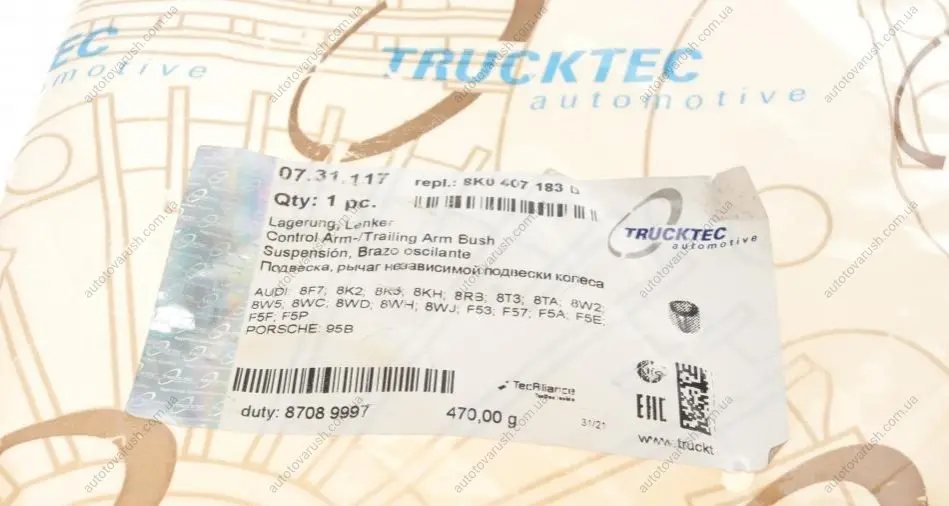 TRUCKTEC
automotive
07.31.117
repl.: 8K0 407 183 D
Qty: 1 pc.
Lagerung, Lenker
Control Arm-/Trailing Arm Bush
Suspensión, Brazo oscilante
Подвеска, рычаг независимой подвески колеса
AUDI: 8F7; 8K2; 8K5; 8KH; 8RB; 8T3; 8TA; 8W2;
8W5; 8WC; 8WD; 8WH; 8WJ; F53; F57; F5A; F5E;
F5F; F5P
PORSCHE: 95B
TRUCKTEC
automotive
TecAlliance
duty: 8708 9997
470,00 g
31/21
EAC
www.truckt
autotovarush.com.ua